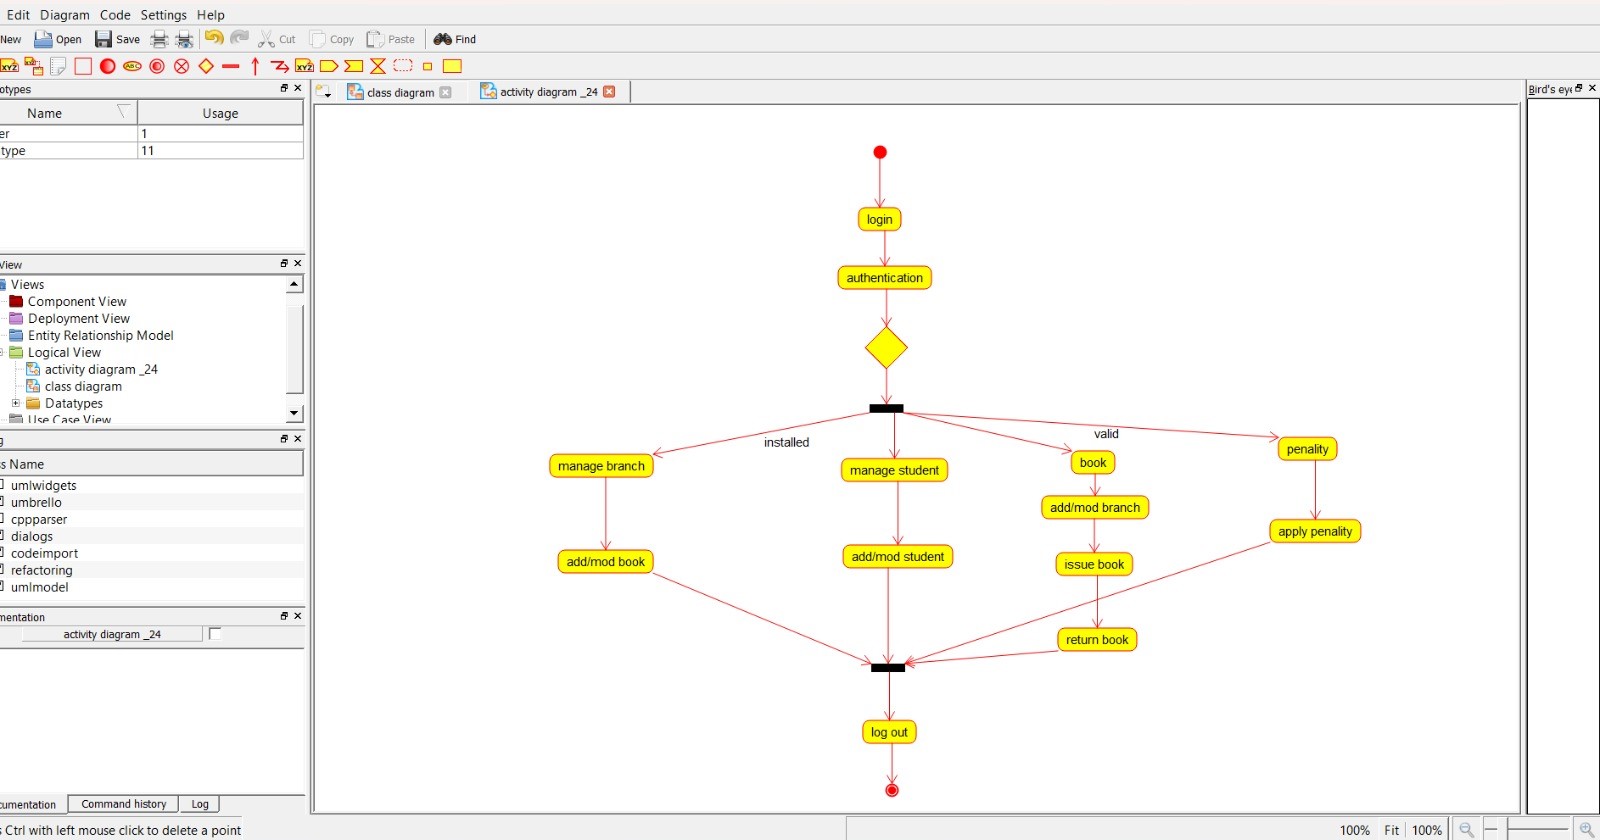 Edit Diagram Code Settings Help
New Open Save Cut Copy Paste Find
XYZ XYZ ABC XYZ
otypes
Name Usage
er 1
type 11
View
Views
Component View
Deployment View
Entity Relationship Model
Logical View
activity diagram _24
class diagram
Datatypes
Use Case View
g
s Name
umlwidgets
umbrello
cppparser
dialogs
codeimport
refactoring
umlmodel
mentation
activity diagram _24
umentation Command history Log
s Ctrl with left mouse click to delete a point
class diagram activity diagram _24
Bird's eye
login
authentication
installed
valid
manage branch
manage student
book
penality
add/mod branch
apply penality
add/mod book
add/mod student
issue book
return book
log out
100% Fit 100%